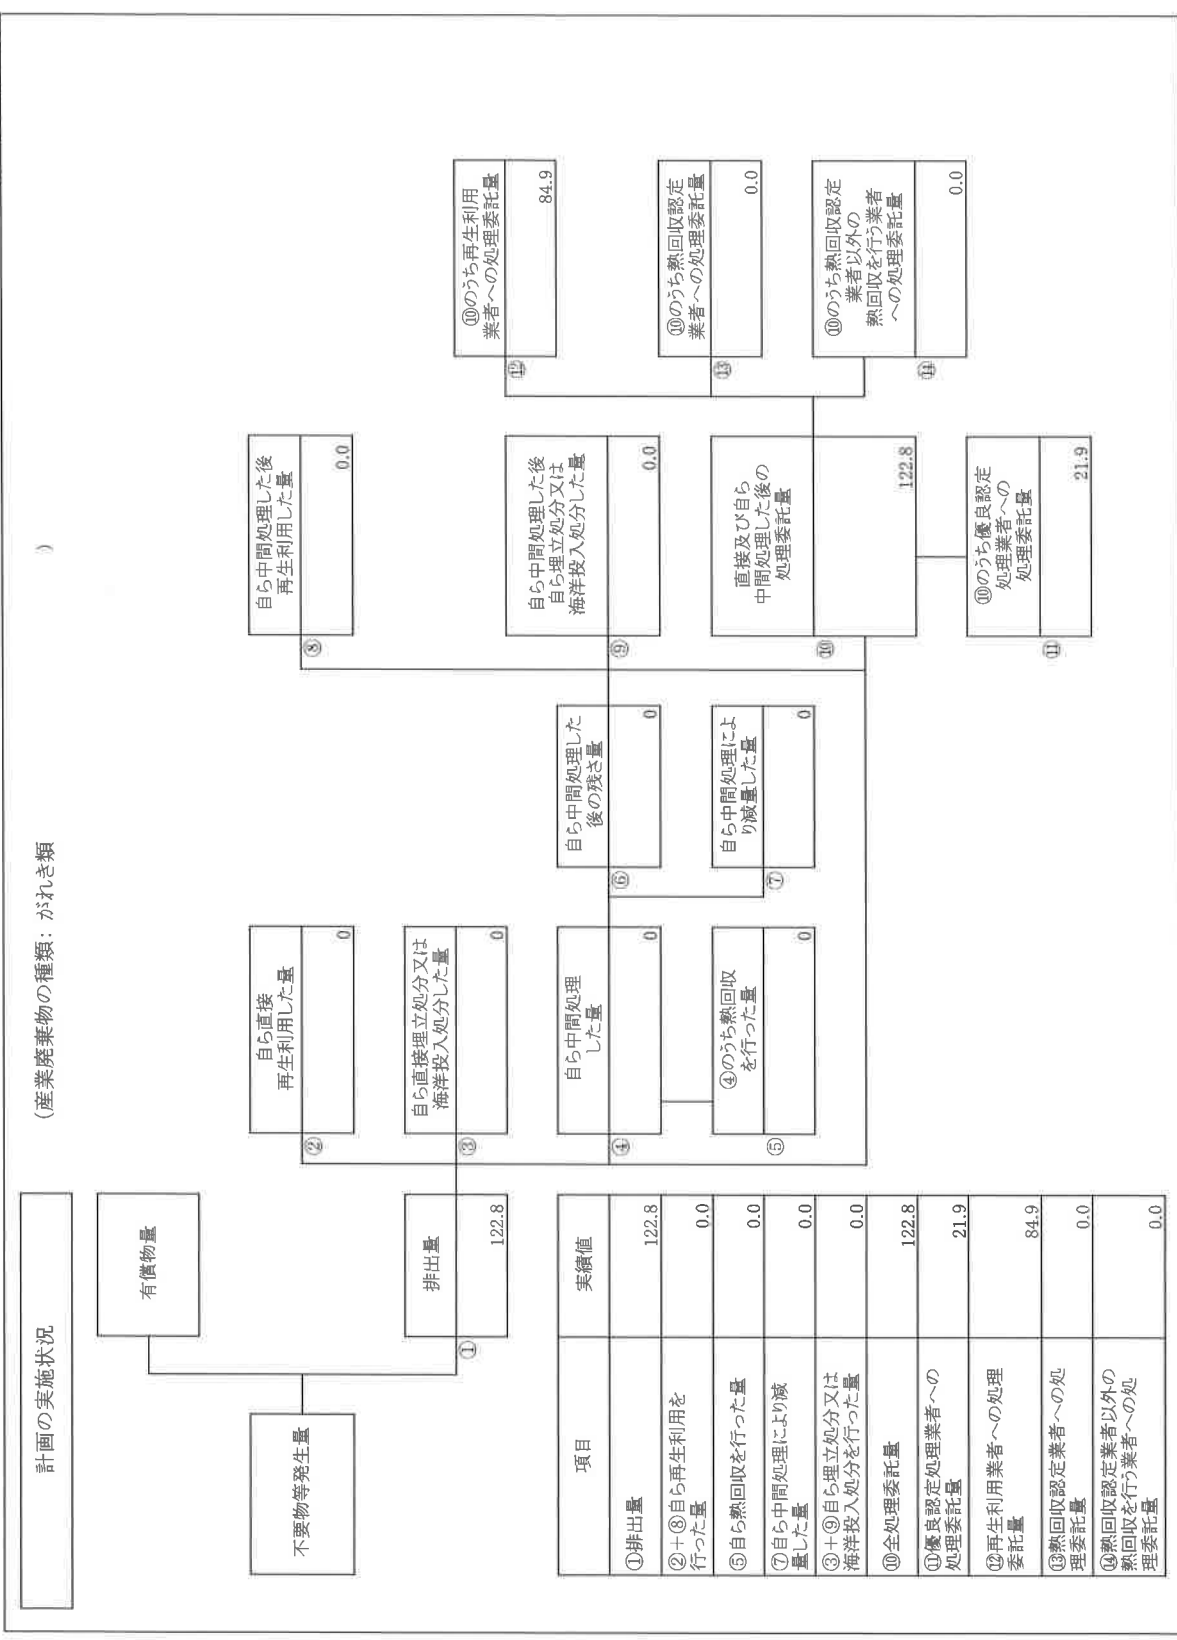 計画の実施状況
(産業廃棄物の種類: がれき類
)
不要物等発生量
有償物量
①
排出量
122.8
②
自ら直接
再生利用した量
0
③
自ら直接埋立処分又は
海洋投入処分した量
0
④
自ら中間処理
した量
0
⑤
④のうち熱回収
を行った量
0
⑥
自ら中間処理した
後の残さ量
0
⑦
自ら中間処理によ
り減量した量
0
⑧
自ら中間処理した後
再生利用した量
0.0
⑨
自ら中間処理した後
自ら埋立処分又は
海洋投入処分した量
0.0
⑩
直接及び自ら
中間処理した後の
処理委託量
122.8
⑪
⑩のうち優良認定
処理業者への
処理委託量
21.9
⑫
⑩のうち再生利用
業者への処理委託量
84.9
⑬
⑩のうち熱回収認定
業者への処理委託量
0.0
⑭
⑩のうち熱回収認定
業者以外の
熱回収を行う業者
への処理委託量
0.0
項目 実績値
①排出量 122.8
②+⑧自ら再生利用を
行った量 0.0
⑤自ら熱回収を行った量 0.0
⑦自ら中間処理により減
量した量 0.0
③+⑨自ら埋立処分又は
海洋投入処分を行った量 0.0
⑩全処理委託量 122.8
⑪優良認定処理業者への
処理委託量 21.9
⑫再生利用業者への処理
委託量 84.9
⑬熱回収認定業者への処
理委託量 0.0
⑭熱回収認定業者以外の
熱回収を行う業者への処
理委託量 0.0